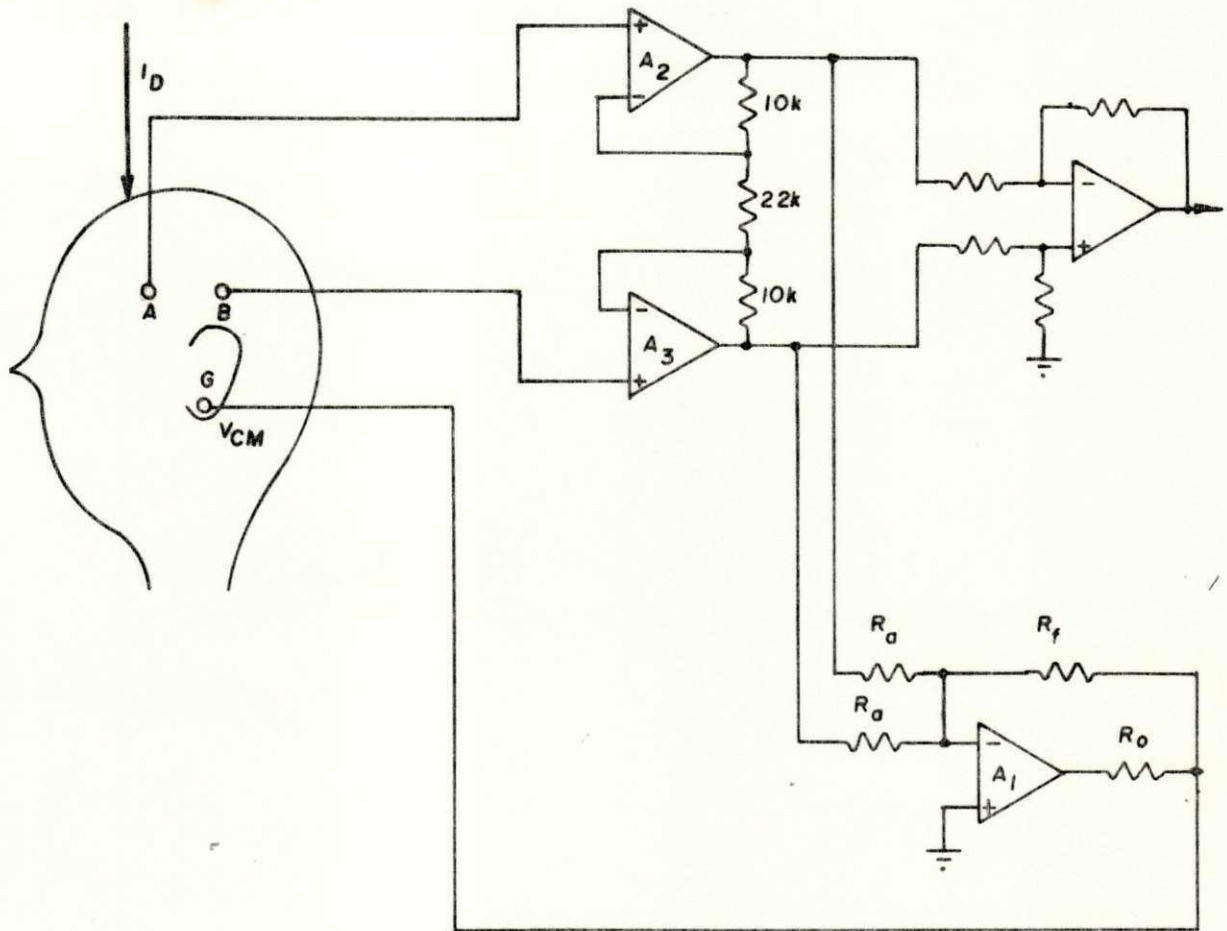 I_D
A_2
10k
22k
10k
A_3
A
B
G
V_CM
-
+
+
-
-
+
R_a
R_f
R_a
R_o
A_1
-
+